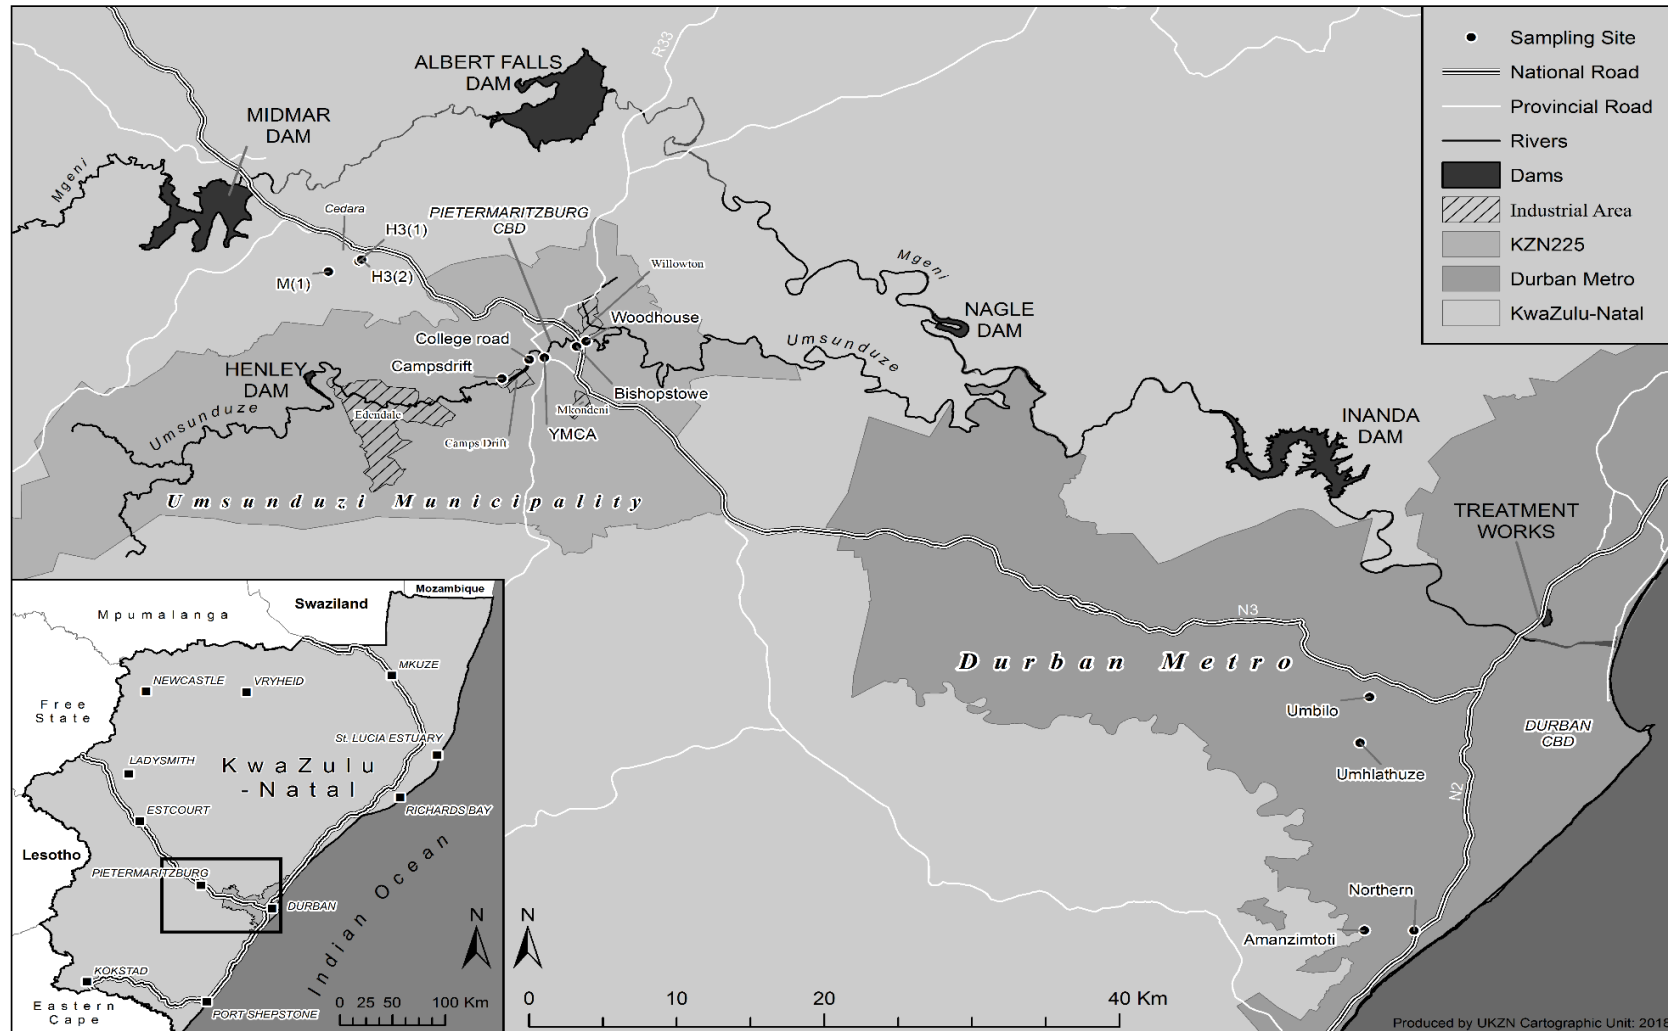 ALBERT FALLS
DAM
R33
MIDMAR
DAM
Mgeni
Cedara
H3(1)
H3(2)
M(1)
PIETERMARITZBURG
CBD
Willowton
Woodhouse
College road
Campsdrift
HENLEY
DAM
Umsunduze
Edendale
Camps Drift
Mkondeni
YMCA
Bishopstowe
Mgeni
Umsunduze
NAGLE
DAM
INANDA
DAM
TREATMENT
WORKS
Umsunduzi Municipality
N3
Durban Metro
Umbilo
Umhlathuze
DURBAN
CBD
N2
Northern
Amanzimtoti
Sampling Site
National Road
Provincial Road
Rivers
Dams
Industrial Area
KZN225
Durban Metro
KwaZulu-Natal
Mozambique
Swaziland
Mpumalanga
MKUZE
NEWCASTLE
VRYHEID
Free
State
St. LUCIA ESTUARY
LADYSMITH
KwaZulu
-Natal
ESTCOURT
RICHARDS BAY
Lesotho
PIETERMARITZBURG
DURBAN
Indian Ocean
KOKSTAD
Eastern
Cape
PORT SHEPSTONE
N
0 25 50 100 Km
N
0 10 20 40 Km
Produced by UKZN Cartographic Unit: 2018